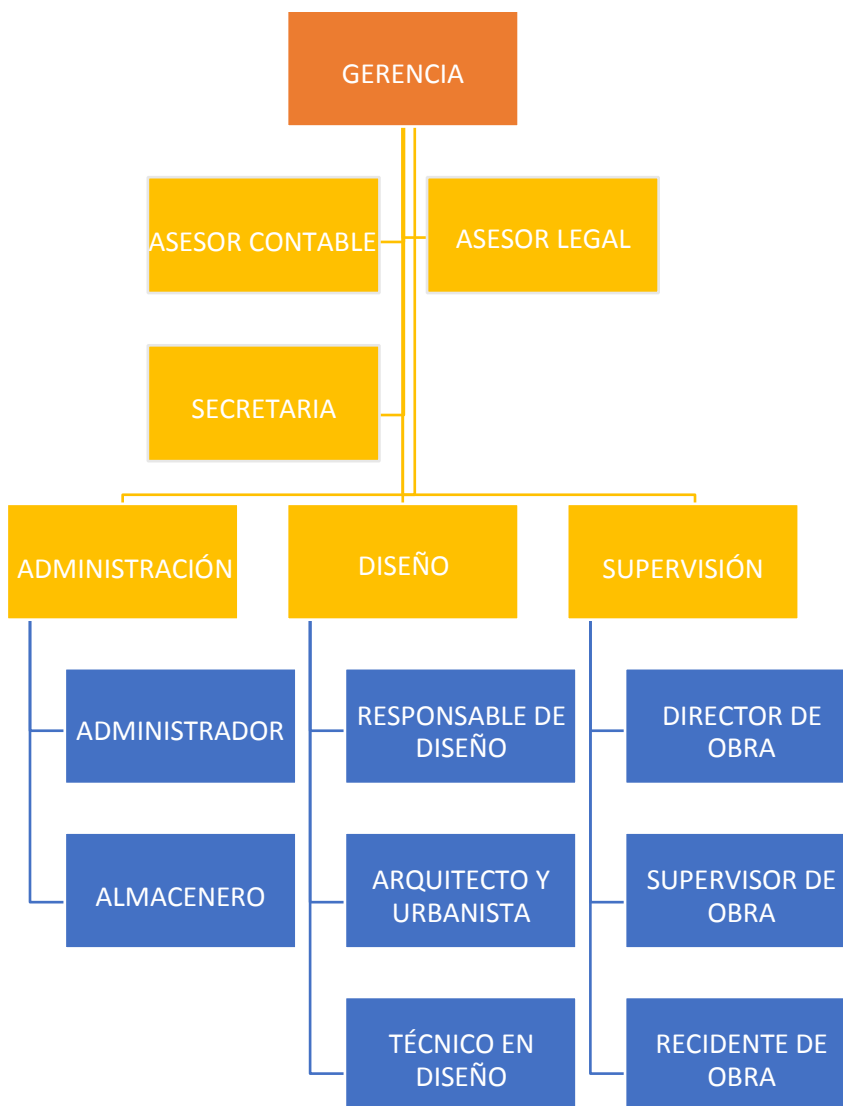 GERENCIA
ASESOR CONTABLE
ASESOR LEGAL
SECRETARIA
ADMINISTRACIÓN
DISEÑO
SUPERVISIÓN
ADMINISTRADOR
RESPONSABLE DE
DISEÑO
DIRECTOR DE
OBRA
ALMACENERO
ARQUITECTO Y
URBANISTA
SUPERVISOR DE
OBRA
TÉCNICO EN
DISEÑO
RECIDENTE DE
OBRA